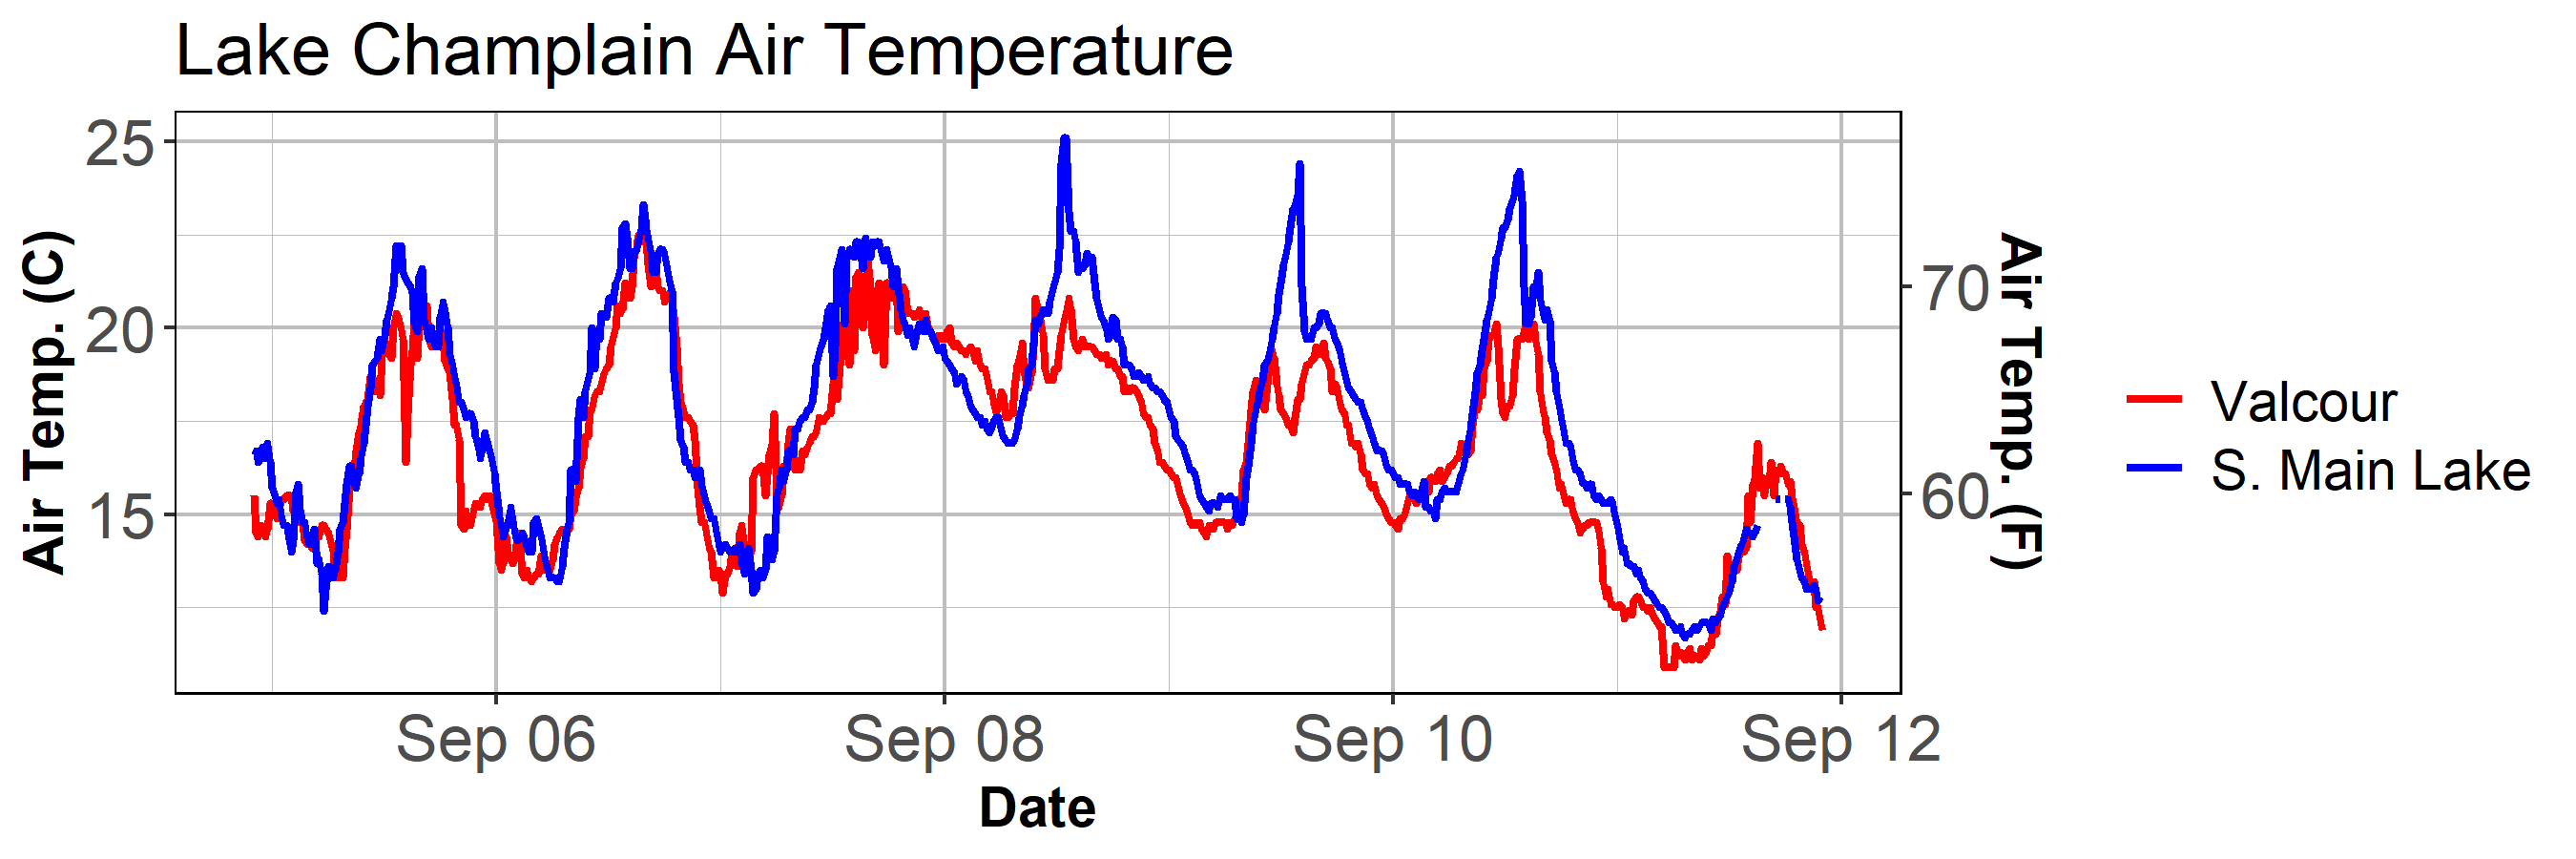 Lake Champlain Air Temperature
Air Temp. (C)
25
20
15
70
60
Air Temp. (F)
Sep 06
Sep 08
Sep 10
Sep 12
Date
Valcour
S. Main Lake